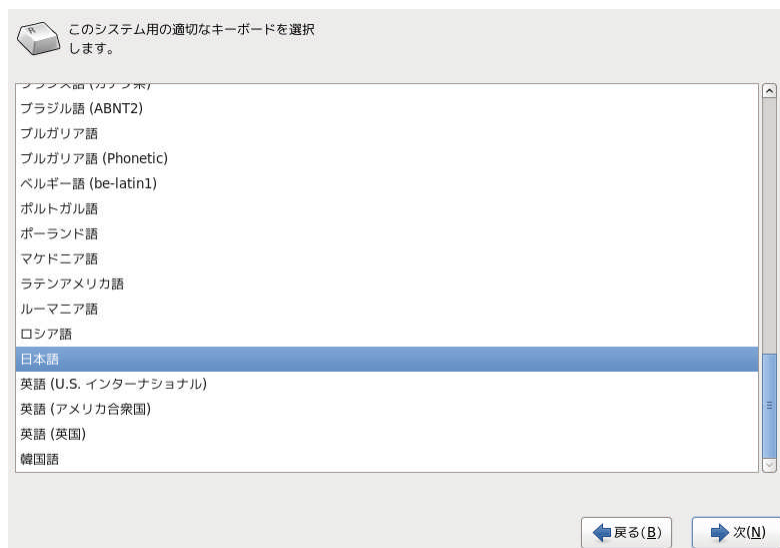 このシステム用の適切なキーボードを選択
します。
ブラジル語 (ABNT2)
ブルガリア語
ブルガリア語 (Phonetic)
ベルギー語 (be-latin1)
ポルトガル語
ポーランド語
マケドニア語
ラテンアメリカ語
ルーマニア語
ロシア語
日本語
英語 (U.S. インターナショナル)
英語 (アメリカ合衆国)
英語 (英国)
韓国語
戻る(B)
次(N)